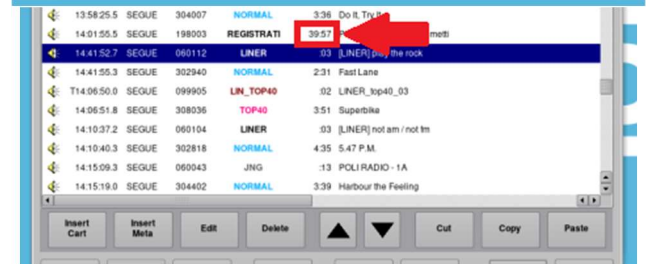 13:58:25.5 SEGUE 304007 NORMAL 3:36 Do It, Try It
14:01:55.5 SEGUE 198003 REGISTRATI 39:57 metti
14:41:52.7 SEGUE 060112 LINER :03 [LINER] play the rock
14:41:55.3 SEGUE 302940 NORMAL 2:31 Fast Lane
T14:06:50.0 SEGUE 099905 LIN_TOP40 :02 LINER_top40_03
14:06:51.8 SEGUE 308036 TOP40 3:51 Superbike
14:10:37.2 SEGUE 060104 LINER :03 [LINER] not am / not fm
14:10:40.3 SEGUE 302818 NORMAL 4:35 5.47 P.M.
14:15:09.3 SEGUE 060043 JNG :13 POLI RADIO - 1A
14:15:19.0 SEGUE 304402 NORMAL 3:39 Harbour the Feeling
Insert Cart Insert Meta Edit Delete Cut Copy Paste